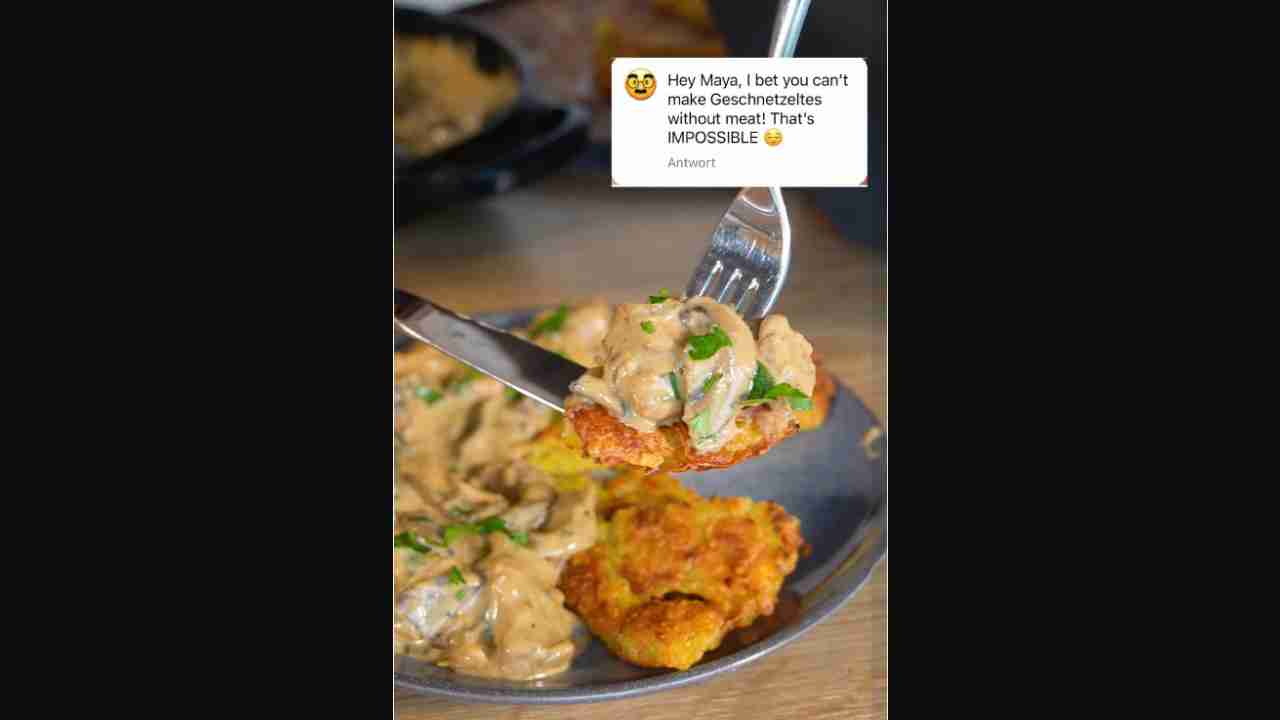 Hey Maya, I bet you can't
make Geschnetzeltes
without meat! That's
IMPOSSIBLE 😌
Antwort